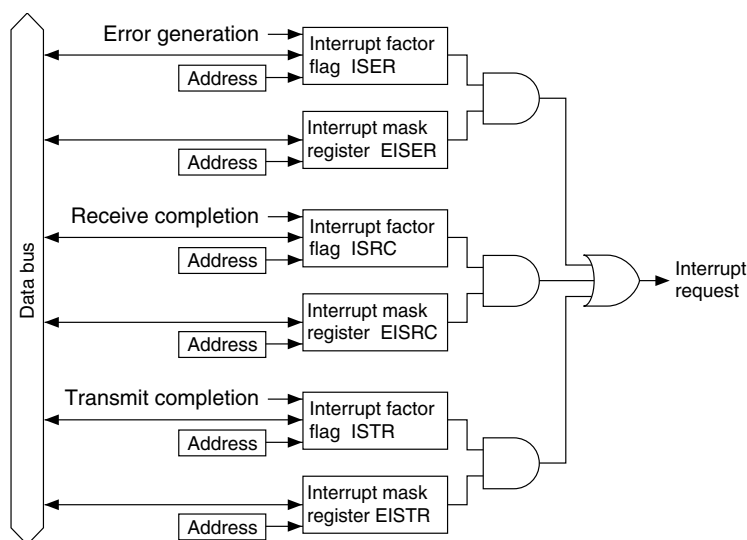 Error generation
Interrupt factor
flag ISER
Address
Interrupt mask
register EISER
Address
Receive completion
Interrupt factor
flag ISRC
Address
Interrupt mask
register EISRC
Address
Transmit completion
Interrupt factor
flag ISTR
Address
Interrupt mask
register EISTR
Address
Data bus
Interrupt
request